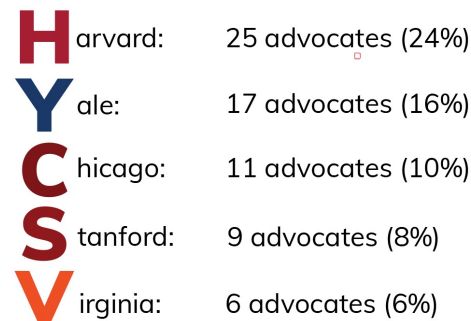 Harvard: 25 advocates (24%)
Yale: 17 advocates (16%)
Chicago: 11 advocates (10%)
Stanford: 9 advocates (8%)
Virginia: 6 advocates (6%)